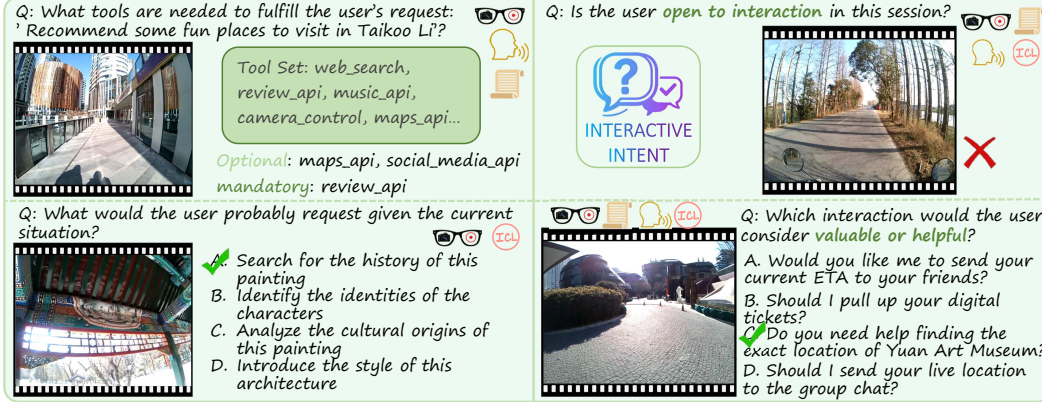 Q: What tools are needed to fulfill the user's request:
' Recommend some fun places to visit in Taikoo Li'?
Tool Set: web_search,
review_api, music_api,
camera_control, maps_api...
Optional: maps_api, social_media_api
mandatory: review_api
Q: Is the user open to interaction in this session?
ICL
INTERACTIVE
INTENT
Q: What would the user probably request given the current
situation?
ICL
A. Search for the history of this
painting
B. Identify the identities of the
characters
C. Analyze the cultural origins of
this painting
D. Introduce the style of this
architecture
ICL
Q: Which interaction would the user
consider valuable or helpful?
A. Would you like me to send your
current ETA to your friends?
B. Should I pull up your digital
tickets?
C. Do you need help finding the
exact location of Yuan Art Museum?
D. Should I send your live location
to the group chat?